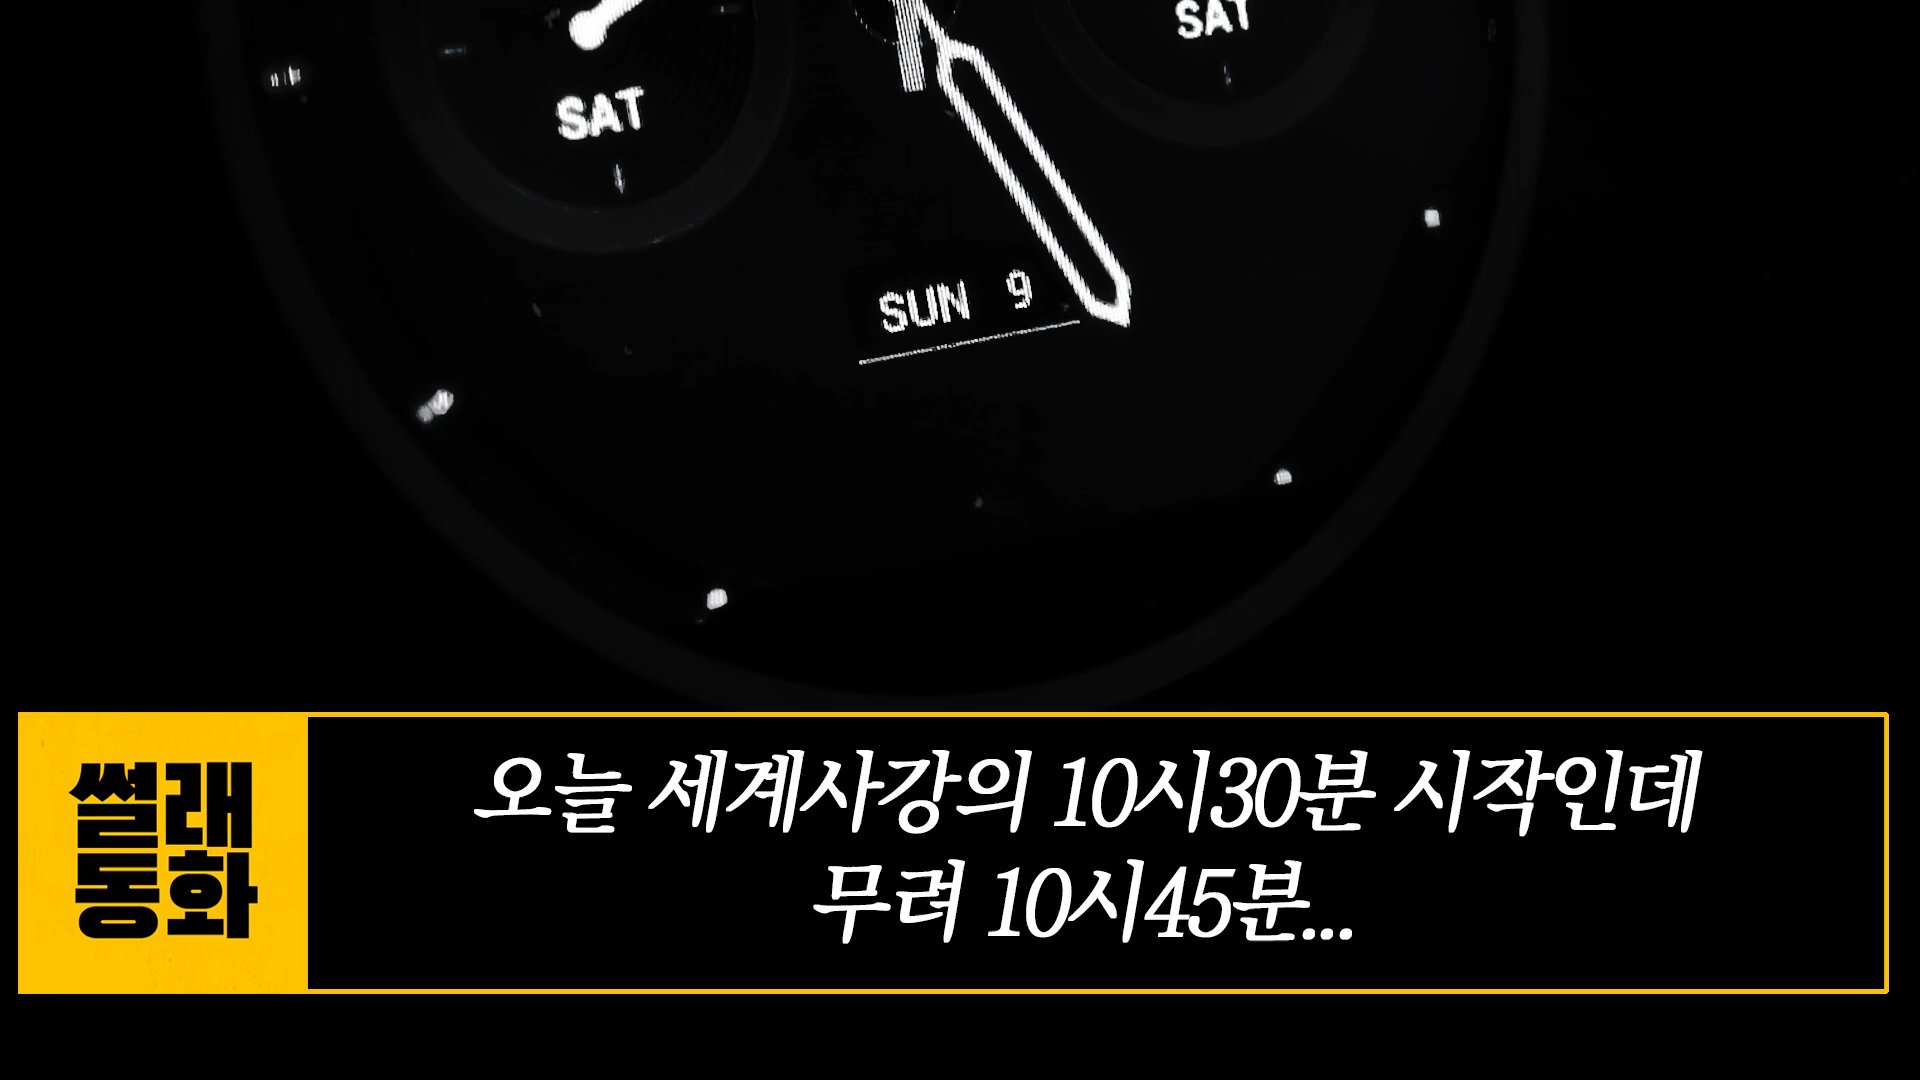 SAT
SAT
SUN 9
썰래
동화
오늘 세계사강의 10시30분 시작인데
무려 10시45분...